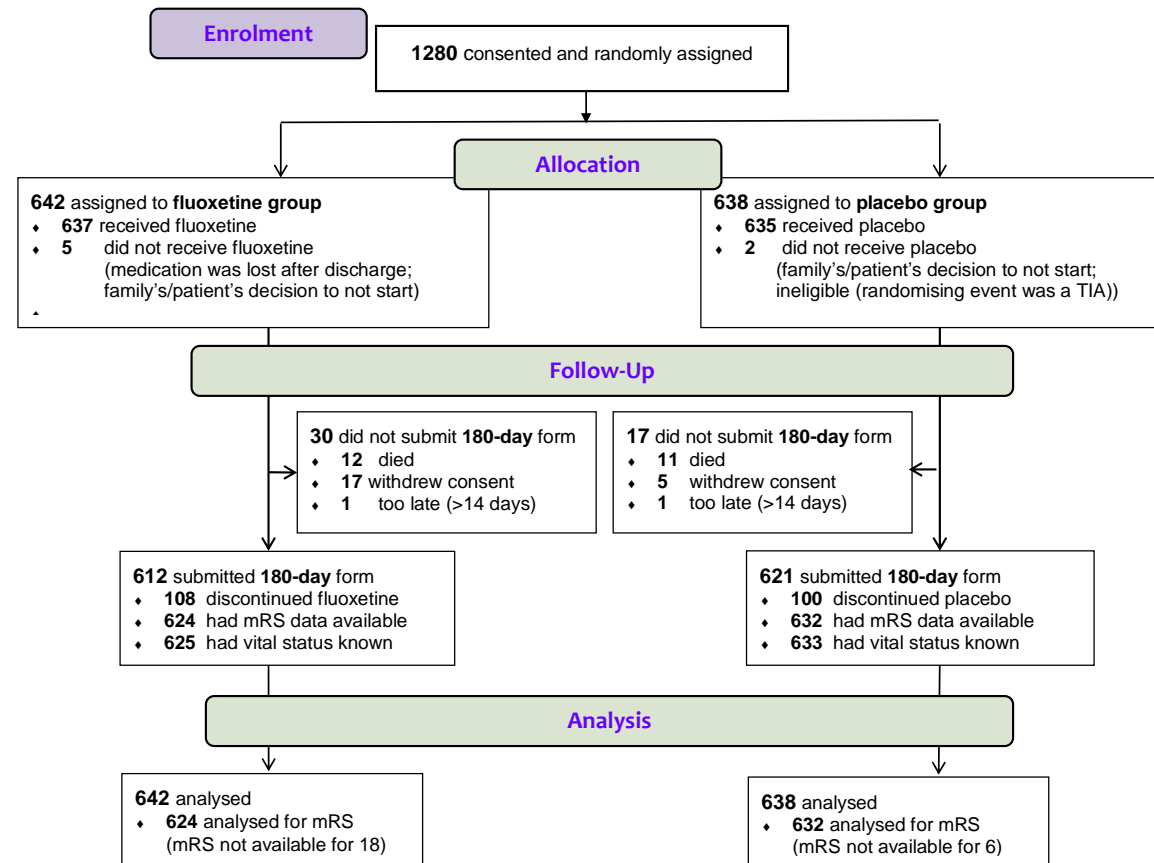 Enrolment
1280 consented and randomly assigned
Allocation
642 assigned to fluoxetine group
♦ 637 received fluoxetine
♦ 5 did not receive fluoxetine
(medication was lost after discharge;
family's/patient's decision to not start)
♦
638 assigned to placebo group
♦ 635 received placebo
♦ 2 did not receive placebo
(family's/patient's decision to not start;
ineligible (randomising event was a TIA))
Follow-Up
30 did not submit 180-day form
♦ 12 died
♦ 17 withdrew consent
♦ 1 too late (>14 days)
17 did not submit 180-day form
♦ 11 died
♦ 5 withdrew consent
♦ 1 too late (>14 days)
612 submitted 180-day form
♦ 108 discontinued fluoxetine
♦ 624 had mRS data available
♦ 625 had vital status known
621 submitted 180-day form
♦ 100 discontinued placebo
♦ 632 had mRS data available
♦ 633 had vital status known
Analysis
642 analysed
♦ 624 analysed for mRS
(mRS not available for 18)
638 analysed
♦ 632 analysed for mRS
(mRS not available for 6)